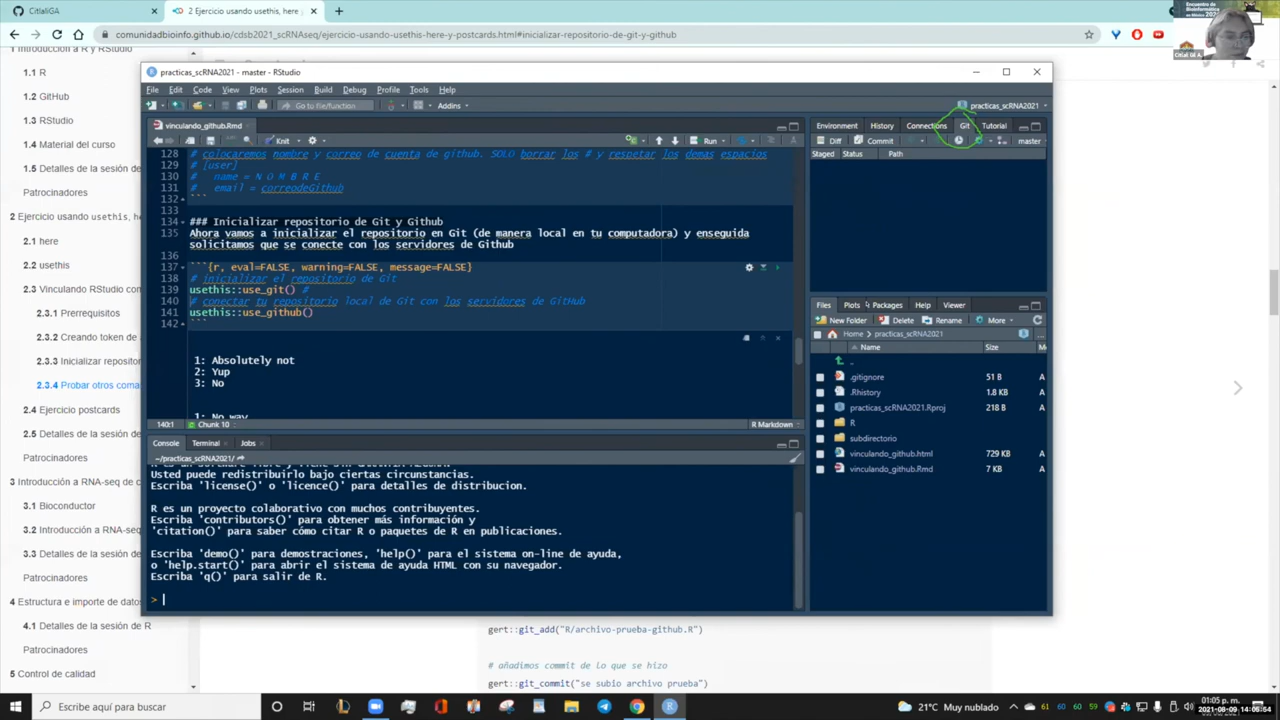 CitlaliGA
2 Ejercicio usando usethis, here
comunidadbioinfo.github.io/cdsb2021_scRNAseq/ejercicio-usando-usethis-here-y-postcards.html#inicializar-repositorio-de-git-y-github
Encuentro de
Bioinformática
en México
Citlali Gil A.
1 Introducción a R y RStudio
1.1 R
1.2 GitHub
1.3 RStudio
1.4 Material del curso
1.5 Detalles de la sesión de
Patrocinadores
2 Ejercicio usando usethis, h
2.1 here
2.2 usethis
2.3 Vinculando RStudio con
2.3.1 Prerrequisitos
2.3.2 Creando token de
2.3.3 Inicializar repositor
2.3.4 Probar otros coma
2.4 Ejercicio postcards
2.5 Detalles de la sesión de
Patrocinadores
3 Introducción a RNA-seq de c
3.1 Bioconductor
3.2 Introducción a RNA-seq
3.3 Detalles de la sesión de
Patrocinadores
4 Estructura e importe de datos
4.1 Detalles de la sesión de R
Patrocinadores
5 Control de calidad
practicas_scRNA2021 - master - RStudio
File Edit Code View Plots Session Build Debug Profile Tools Help
Go to file/function
Addins
practicas_scRNA2021
vinculando_github.Rmd
Knit
Run
128 # colocaremos nombre y correo de cuenta de github. SOLO borrar los # y respetar los demas espacios
129 # [user]
130 # name = N O M B R E
131 # email = correodeGithub
132 ```
133
134 ### Inicializar repositorio de Git y Github
135 Ahora vamos a inicializar el repositorio en Git (de manera local en tu computadora) y enseguida
solicitamos que se conecte con los servidores de Github
136
137 ```{r, eval=FALSE, warning=FALSE, message=FALSE}
138 # inicializar el repositorio de Git
139 usethis::use_git() #
140 # conectar tu repositorio local de Git con los servidores de GitHub
141 usethis::use_github()
142 ```
1: Absolutely not
2: Yup
3: No
1: No way
140:1 Chunk 10
R Markdown
Console Terminal Jobs
~/practicas_scRNA2021/
Usted puede redistribuirlo bajo ciertas circunstancias.
Escriba 'license()' o 'licence()' para detalles de distribucion.
R es un proyecto colaborativo con muchos contribuyentes.
Escriba 'contributors()' para obtener más información y
'citation()' para saber cómo citar R o paquetes de R en publicaciones.
Escriba 'demo()' para demostraciones, 'help()' para el sistema on-line de ayuda,
o 'help.start()' para abrir el sistema de ayuda HTML con su navegador.
Escriba 'q()' para salir de R.
>
Environment History Connections Git Tutorial
Diff Commit master
Staged Status Path
Files Plots Packages Help Viewer
New Folder Delete Rename More
Home practicas_scRNA2021
Name Size M
..
.gitignore 51 B A
.Rhistory 1.8 KB A
practicas_scRNA2021.Rproj 218 B A
R
subdirectorio
vinculando_github.html 729 KB A
vinculando_github.Rmd 7 KB A
gert::git_add("R/archivo-prueba-github.R")
# añadimos commit de lo que se hizo
gert::git_commit("se subio archivo prueba")
Escribe aquí para buscar
21°C Muy nublado
61 60 60 59
01:05 p. m.
2021-08-09 14:06:54